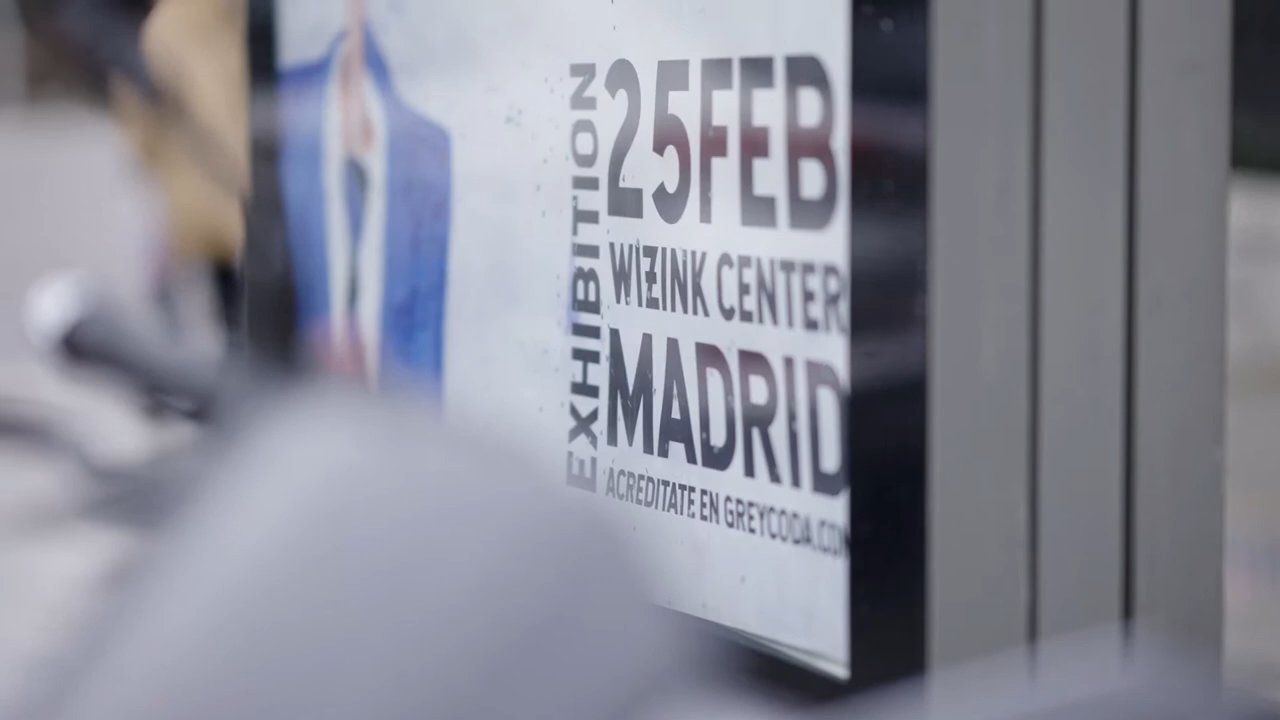 EXHIBITION
25FEB
WIZINK CENTER
MADRID
ACREDITATE EN GREYCODA.COM